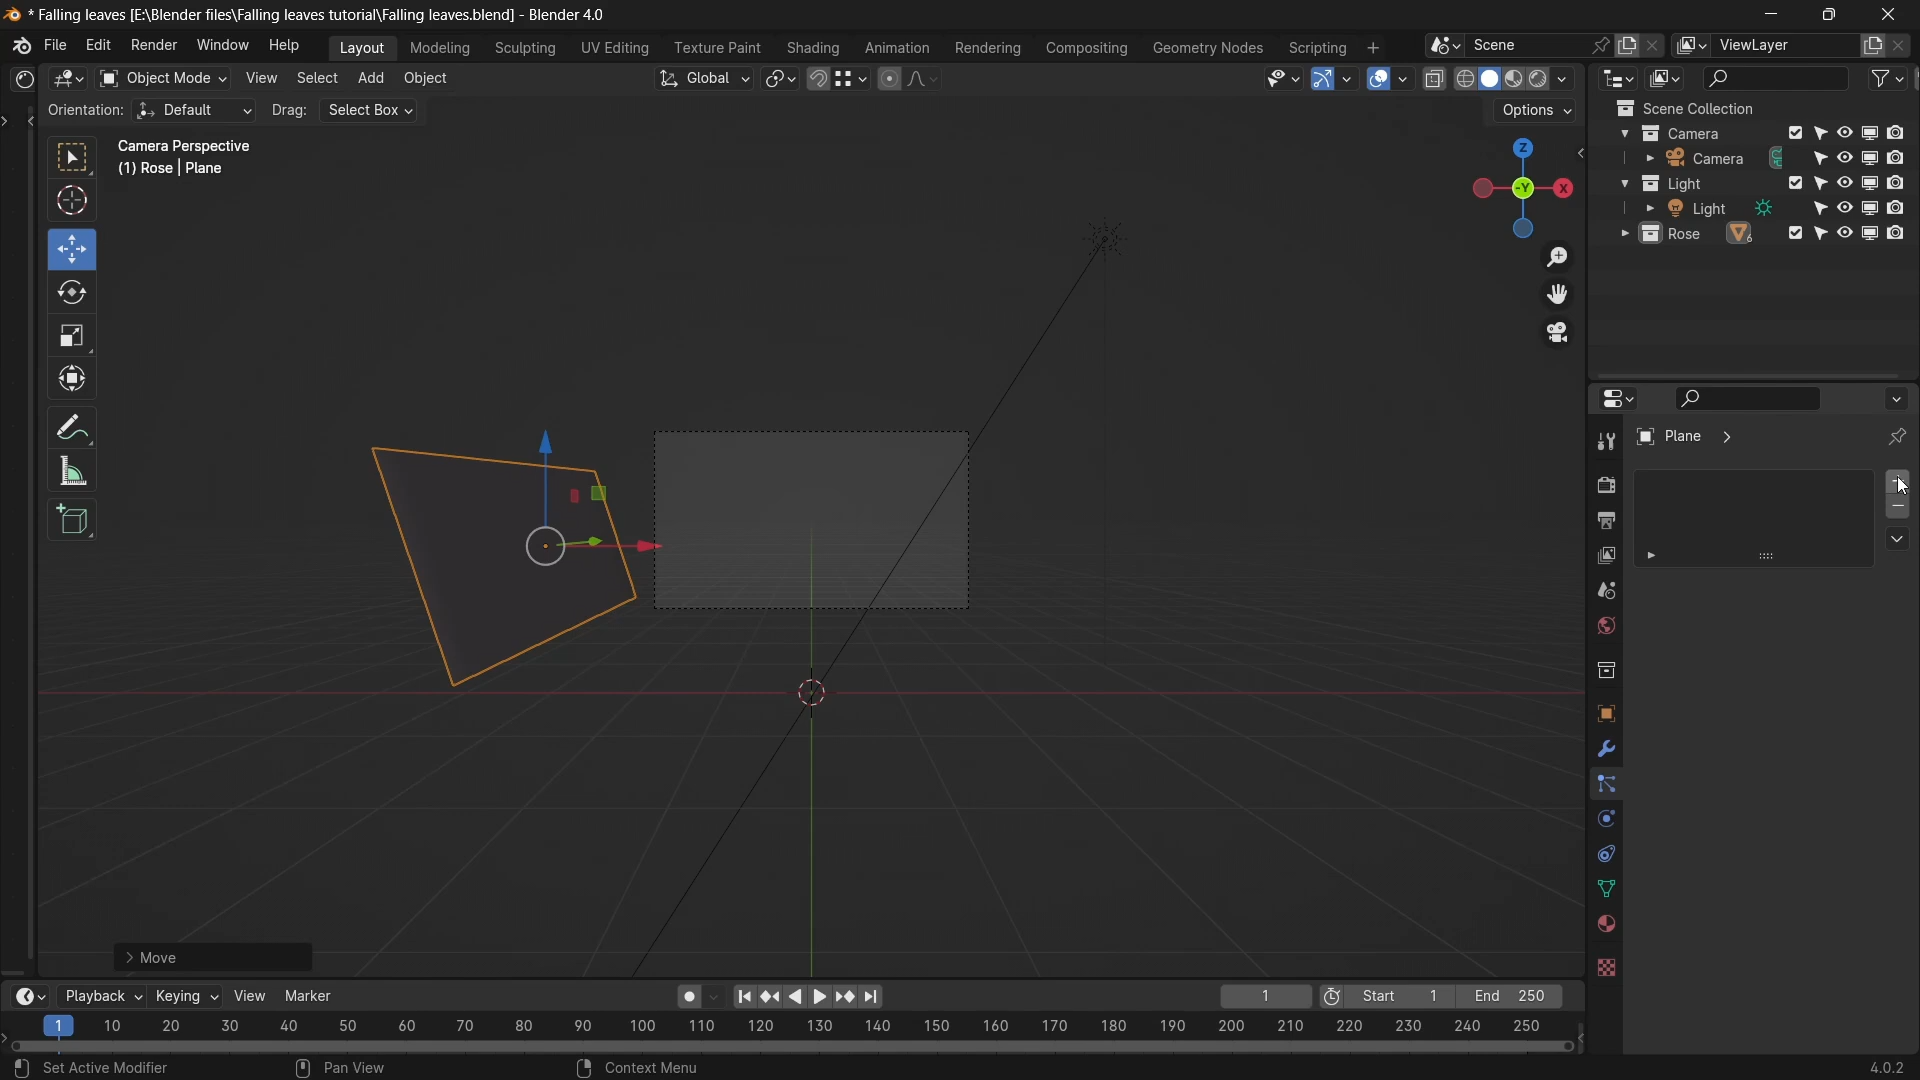 * Falling leaves [E:\Blender files\Falling leaves tutorial\Falling leaves.blend] - Blender 4.0
File Edit Render Window Help Layout Modeling Sculpting UV Editing Texture Paint Shading Animation Rendering Compositing Geometry Nodes Scripting + Scene ViewLayer
Object Mode View Select Add Object Global
Orientation: Default Drag: Select Box Options
Camera Perspective
(1) Rose | Plane
Z
-Y X
Scene Collection
Camera
Camera
Light
Light
Rose 6
Plane
Move
Playback Keying View Marker 1 Start 1 End 250
1 10 20 30 40 50 60 70 80 90 100 110 120 130 140 150 160 170 180 190 200 210 220 230 240 250
Set Active Modifier Pan View Context Menu 4.0.2